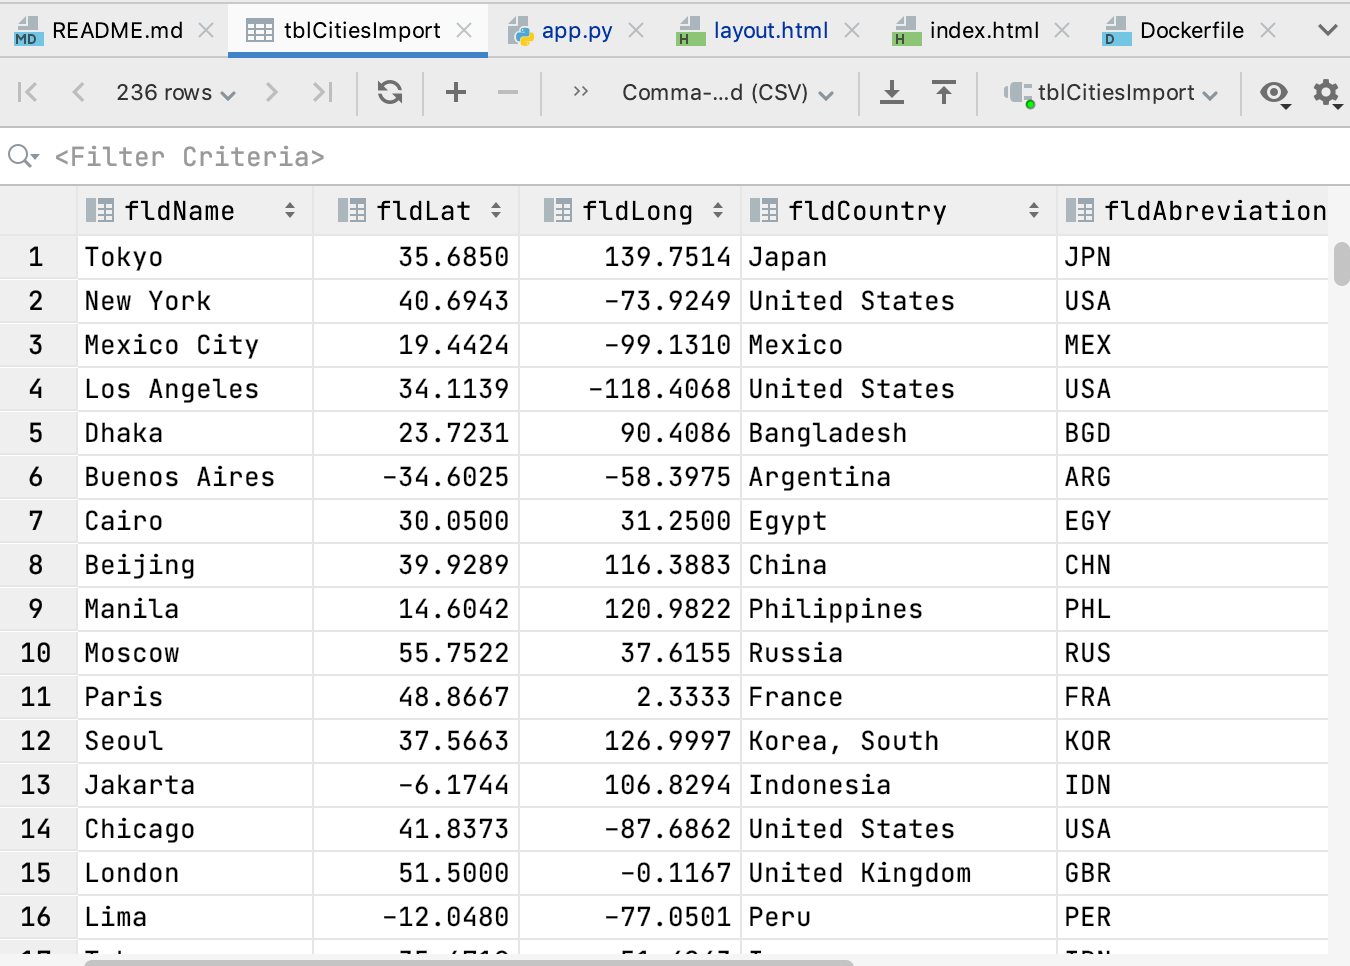 README.md tblCitiesImport app.py layout.html index.html Dockerfile
236 rows Comma-...d (CSV) tblCitiesImport
<Filter Criteria>
fldName fldLat fldLong fldCountry fldAbreviation
1 Tokyo 35.6850 139.7514 Japan JPN
2 New York 40.6943 -73.9249 United States USA
3 Mexico City 19.4424 -99.1310 Mexico MEX
4 Los Angeles 34.1139 -118.4068 United States USA
5 Dhaka 23.7231 90.4086 Bangladesh BGD
6 Buenos Aires -34.6025 -58.3975 Argentina ARG
7 Cairo 30.0500 31.2500 Egypt EGY
8 Beijing 39.9289 116.3883 China CHN
9 Manila 14.6042 120.9822 Philippines PHL
10 Moscow 55.7522 37.6155 Russia RUS
11 Paris 48.8667 2.3333 France FRA
12 Seoul 37.5663 126.9997 Korea, South KOR
13 Jakarta -6.1744 106.8294 Indonesia IDN
14 Chicago 41.8373 -87.6862 United States USA
15 London 51.5000 -0.1167 United Kingdom GBR
16 Lima -12.0480 -77.0501 Peru PER